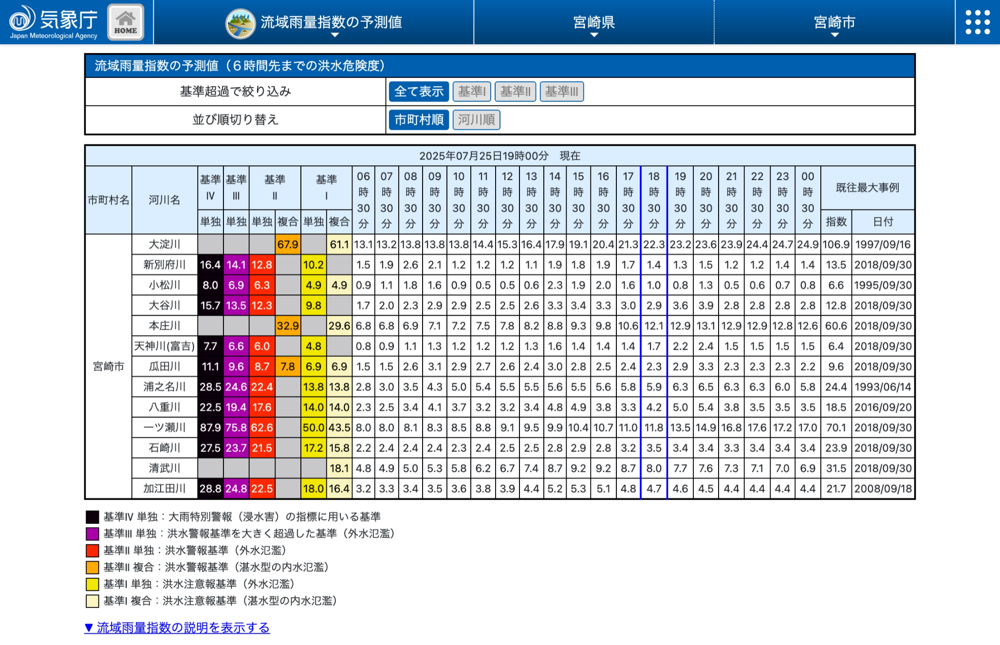 気象庁
Japan Meteorological Agency
HOME
流域雨量指数の予測値
宮崎県
宮崎市
流域雨量指数の予測値（６時間先までの洪水危険度）
基準超過で絞り込み 全て表示 基準Ⅰ 基準Ⅱ 基準Ⅲ
並び順切り替え 市町村順 河川順
2025年07月25日19時00分　現在
市町村名 河川名 基準Ⅳ 基準Ⅲ 基準Ⅱ 基準Ⅰ 06時30分 07時30分 08時30分 09時30分 10時30分 11時30分 12時30分 13時30分 14時30分 15時30分 16時30分 17時30分 18時30分 19時30分 20時30分 21時30分 22時30分 23時30分 00時30分 既往最大事例
単独 単独 単独 複合 単独 複合 指数 日付
宮崎市
大淀川 67.9 61.1 13.1 13.2 13.8 13.8 13.8 14.4 15.3 16.4 17.9 19.1 20.4 21.3 22.3 23.2 23.6 23.9 24.4 24.7 24.9 106.9 1997/09/16
新別府川 16.4 14.1 12.8 10.2 1.5 1.9 2.6 2.1 1.2 1.2 1.2 1.1 1.9 1.8 1.9 1.7 1.4 1.3 1.5 1.2 1.2 1.4 1.4 13.5 2018/09/30
小松川 8.0 6.9 6.3 4.9 4.9 0.9 1.1 1.8 1.6 0.9 0.5 0.5 0.6 2.3 1.9 2.0 1.6 1.0 0.8 1.3 0.5 0.6 0.7 0.8 6.6 1995/09/30
大谷川 15.7 13.5 12.3 9.8 1.7 2.0 2.3 2.9 2.9 2.5 2.5 2.6 3.3 3.4 3.3 3.0 2.9 3.6 3.9 2.8 2.8 2.8 2.8 12.8 2018/09/30
本庄川 32.9 29.6 6.8 6.8 6.9 7.1 7.2 7.5 7.8 8.2 8.8 9.3 9.8 10.6 12.1 12.9 13.1 12.9 12.9 12.8 12.6 60.6 2018/09/30
天神川(富吉) 7.7 6.6 6.0 4.8 0.8 0.9 1.1 1.3 1.2 1.2 1.2 1.3 1.6 1.4 1.4 1.4 1.7 2.2 2.4 1.5 1.5 1.5 1.5 6.4 2018/09/30
瓜田川 11.1 9.6 8.7 7.8 6.9 6.9 1.5 1.5 2.6 3.1 2.9 2.7 2.6 2.4 3.0 2.8 2.5 2.4 2.3 2.9 3.3 2.3 2.3 2.3 2.2 9.6 2018/09/30
浦之名川 28.5 24.6 22.4 13.8 13.8 2.8 3.0 3.5 4.3 5.0 5.4 5.5 5.5 5.6 5.5 5.6 5.8 5.9 6.3 6.5 6.3 6.3 6.0 5.8 24.4 1993/06/14
八重川 22.5 19.4 17.6 14.0 14.0 2.3 2.5 3.4 4.1 3.7 3.2 3.2 3.4 4.8 4.9 3.8 3.3 4.2 5.0 5.4 3.8 3.5 3.5 3.5 18.5 2016/09/20
一ツ瀬川 87.9 75.8 62.6 50.0 43.5 8.0 8.0 8.1 8.3 8.5 8.8 9.1 9.5 9.9 10.4 10.7 11.0 11.8 13.5 14.9 16.8 17.6 17.2 17.0 70.1 2018/09/30
石崎川 27.5 23.7 21.5 17.2 15.8 2.2 2.4 2.4 2.4 2.3 2.4 2.5 2.5 2.8 2.9 2.8 3.2 3.5 3.4 3.4 3.3 3.4 3.4 3.4 23.9 2018/09/30
清武川 18.1 4.8 4.9 5.0 5.3 5.8 6.2 6.7 7.4 8.7 9.2 9.2 8.7 8.0 7.7 7.6 7.3 7.1 7.0 6.9 31.5 2018/09/30
加江田川 28.8 24.8 22.5 18.0 16.4 3.2 3.3 3.4 3.5 3.6 3.8 3.9 4.4 5.2 5.3 5.1 4.8 4.7 4.6 4.5 4.4 4.4 4.4 4.4 21.7 2008/09/18
基準Ⅳ 単独：大雨特別警報（浸水害）の指標に用いる基準
基準Ⅲ 単独：洪水警報基準を大きく超過した基準（外水氾濫）
基準Ⅱ 単独：洪水警報基準（外水氾濫）
基準Ⅱ 複合：洪水警報基準（湛水型の内水氾濫）
基準Ⅰ 単独：洪水注意報基準（外水氾濫）
基準Ⅰ 複合：洪水注意報基準（湛水型の内水氾濫）
▼ 流域雨量指数の説明を表示する